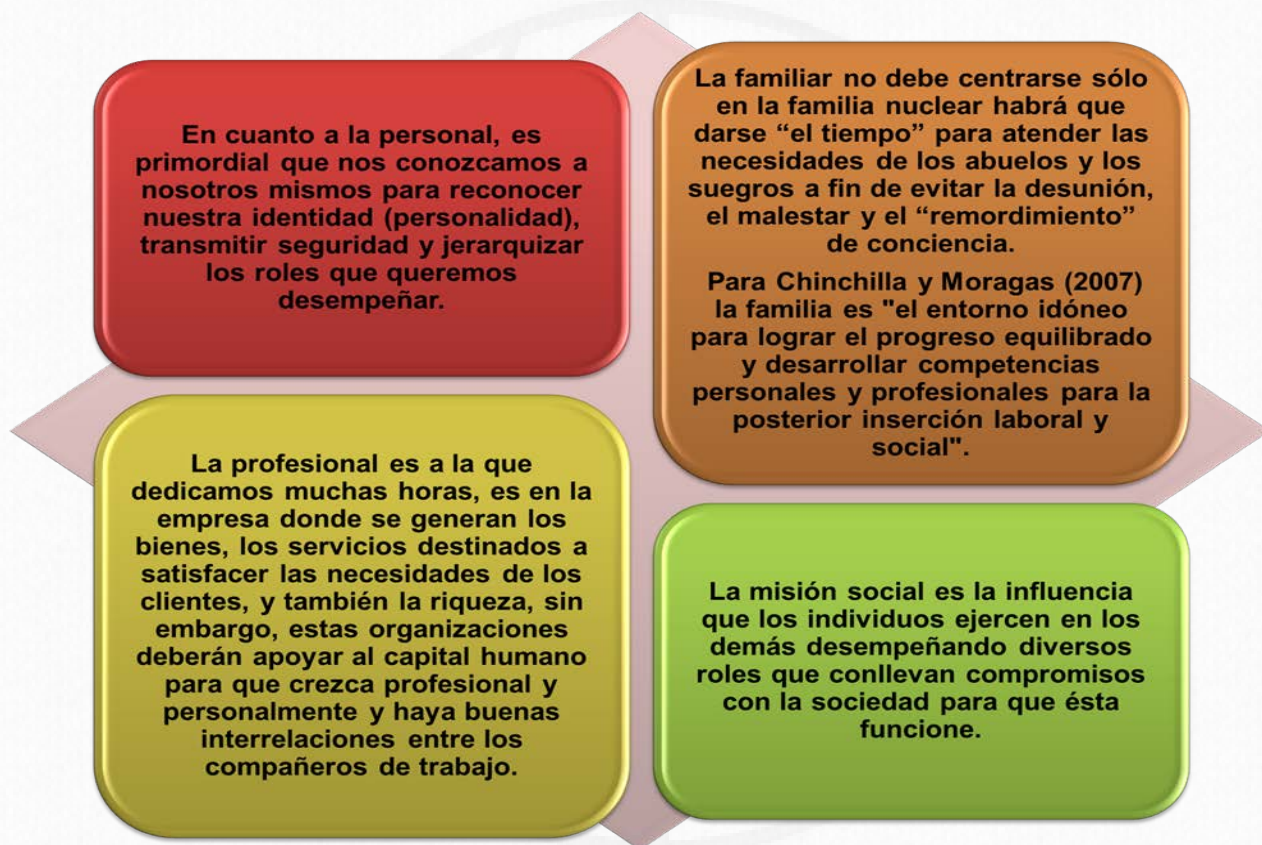 En cuanto a la personal, es
primordial que nos conozcamos a
nosotros mismos para reconocer
nuestra identidad (personalidad),
transmitir seguridad y jerarquizar
los roles que queremos
desempeñar.
La familiar no debe centrarse sólo
en la familia nuclear habrá que
darse “el tiempo” para atender las
necesidades de los abuelos y los
suegros a fin de evitar la desunión,
el malestar y el “remordimiento”
de conciencia.
Para Chinchilla y Moragas (2007)
la familia es "el entorno idóneo
para lograr el progreso equilibrado
y desarrollar competencias
personales y profesionales para la
posterior inserción laboral y
social".
La profesional es a la que
dedicamos muchas horas, es en la
empresa donde se generan los
bienes, los servicios destinados a
satisfacer las necesidades de los
clientes, y también la riqueza, sin
embargo, estas organizaciones
deberán apoyar al capital humano
para que crezca profesional y
personalmente y haya buenas
interrelaciones entre los
compañeros de trabajo.
La misión social es la influencia
que los individuos ejercen en los
demás desempeñando diversos
roles que conllevan compromisos
con la sociedad para que ésta
funcione.